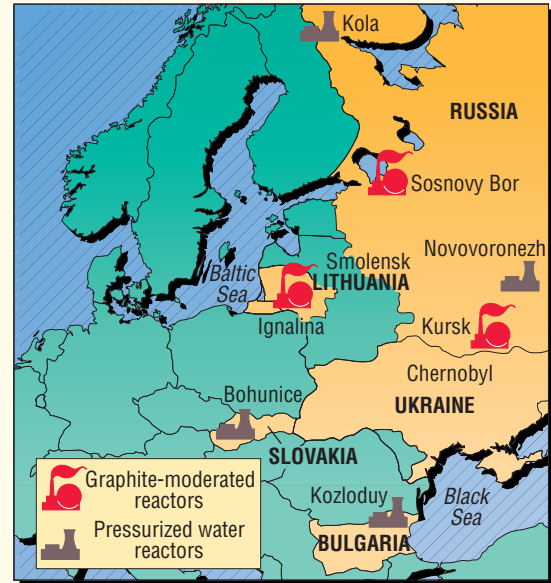 Kola
RUSSIA
Sosnovy Bor
Novovoronezh
Smolensk
Baltic
Sea
LITHUANIA
Ignalina
Kursk
Chernobyl
Bohunice
UKRAINE
SLOVAKIA
Graphite-moderated
reactors
Kozloduy
Black
Sea
Pressurized water
reactors
BULGARIA